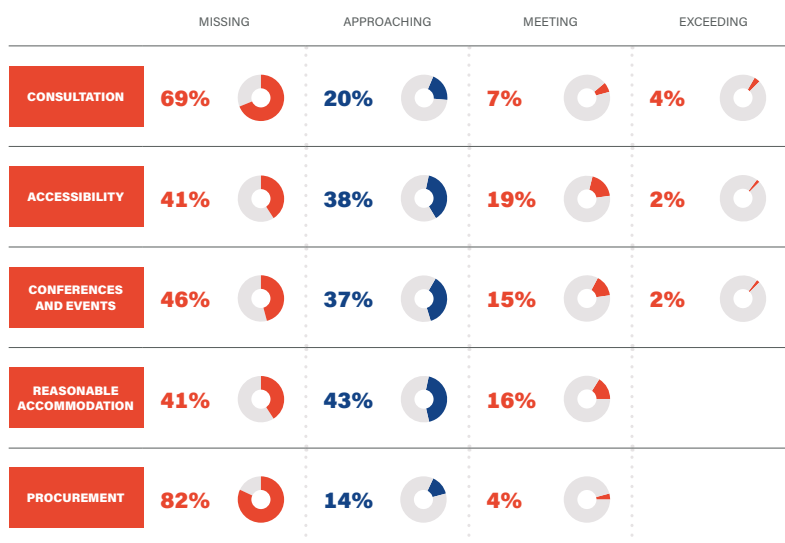 MISSING APPROACHING MEETING EXCEEDING
CONSULTATION 69% 20% 7% 4%
ACCESSIBILITY 41% 38% 19% 2%
CONFERENCES
AND EVENTS 46% 37% 15% 2%
REASONABLE
ACCOMMODATION 41% 43% 16%
PROCUREMENT 82% 14% 4%